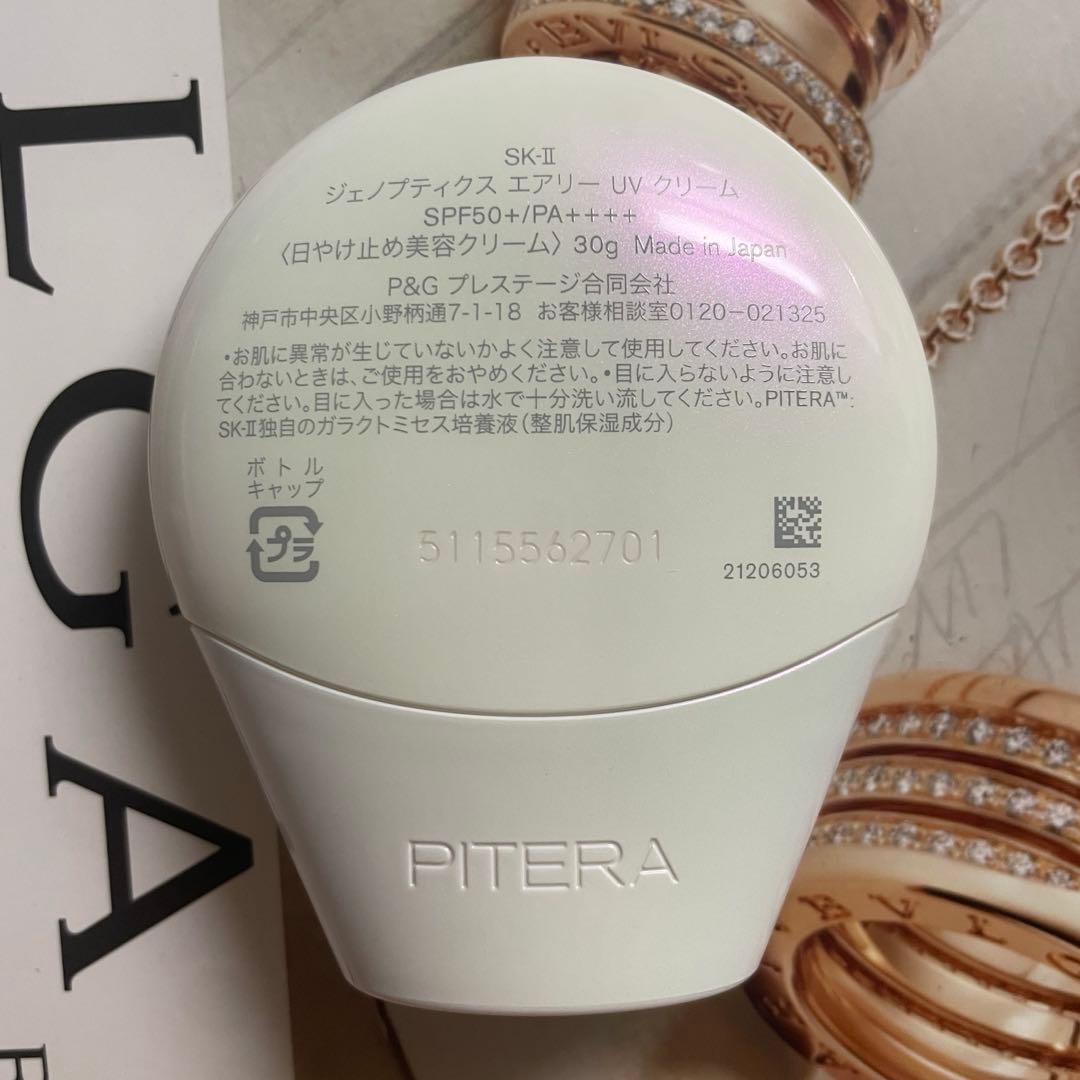 SK-II
ジェノプティクス エアリー UV クリーム
SPF50+/PA++++
〈日やけ止め美容クリーム〉30g Made in Japan
P&G プレステージ合同会社
神戸市中央区小野柄通7-1-18 お客様相談室0120-021325
•お肌に異常が生じていないかよく注意して使用してください。お肌に
合わないときは、ご使用をおやめください。•目に入らないように注意し
てください。目に入った場合は水で十分洗い流してください。PITERA™:
SK-II独自のガラクトミセス培養液(整肌保湿成分)
ボトル
キャップ
プラ
5115562701
21206053
PITERA
LGA